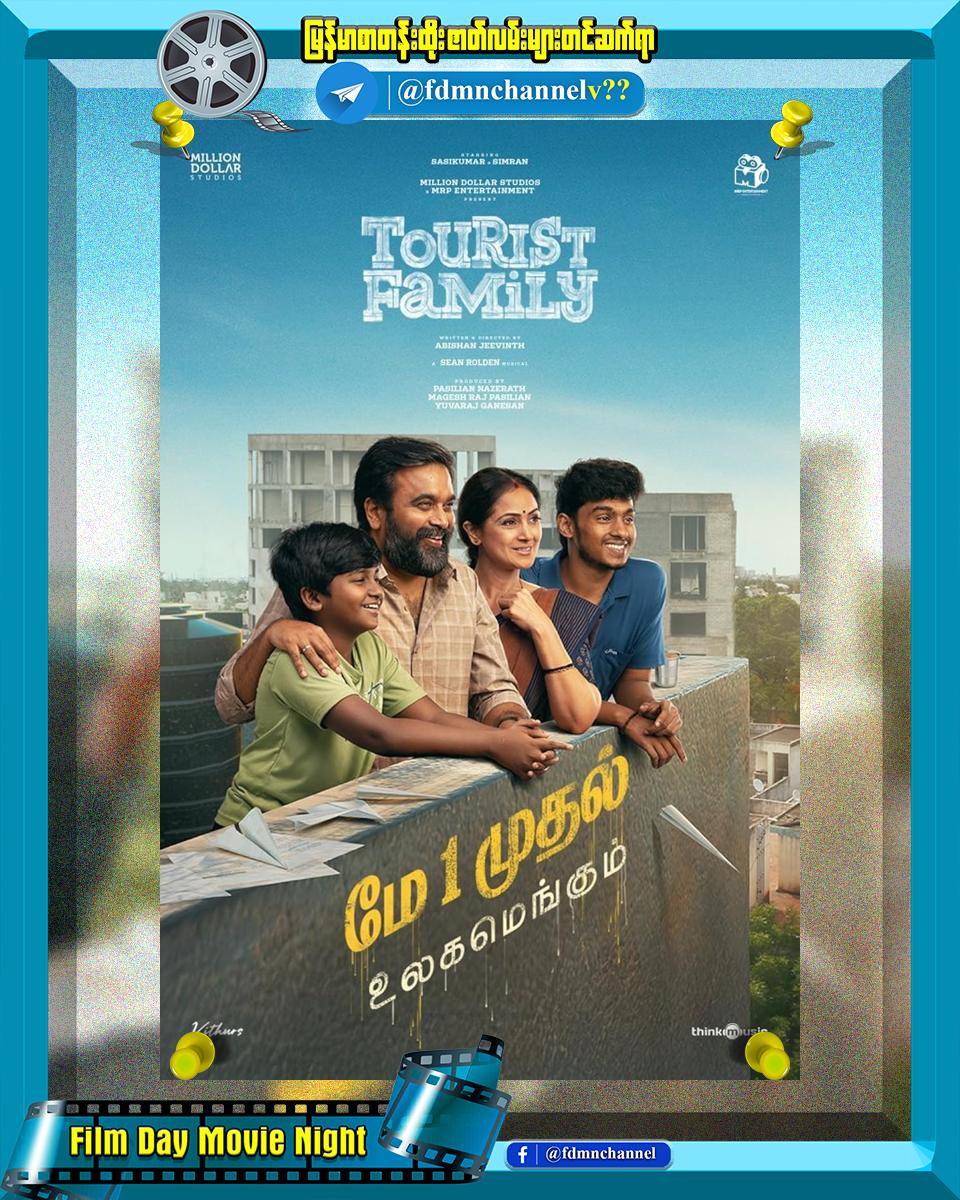 မြန်မာစာတန်းထိုးဇာတ်လမ်းများတင်ဆက်ရာ
@fdmnchannelv??
MILLION
DOLLAR
STUDIOS
STARRING
SASIKUMAR & SIMRAN
MILLION DOLLAR STUDIOS
& MRP ENTERTAINMENT
PRESENT
MRP ENTERTAINMENT
TOURIST
FAMiLY
WRITTEN & DIRECTED BY
ABISHAN JEEVINTH
A SEAN ROLDEN MUSICAL
PRODUCED BY
PASILIAN NAZERATH
MAGESH RAJ PASILIAN
YUVARAJ GANESAN
மே 1 முதல்
உலகமெங்கும்
Vithurs
think music
Film Day Movie Night
f @fdmnchannel